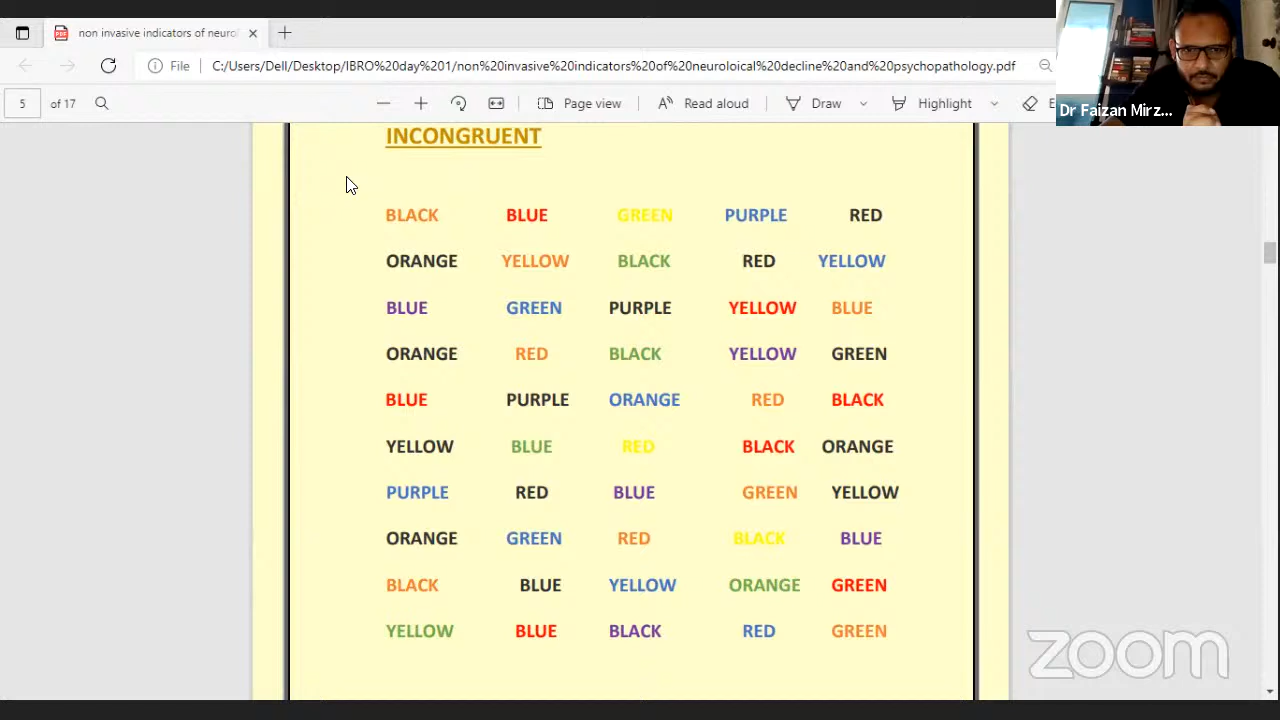 non invasive indicators of neurol
File C:/Users/Dell/Desktop/IBRO%20day%201/non%20invasive%20indicators%20of%20neuroloical%20decline%20and%20psychopathology.pdf
Dr Faizan Mirz...
5 of 17 Page view Read aloud Draw Highlight E
INCONGRUENT
BLACK BLUE GREEN PURPLE RED
ORANGE YELLOW BLACK RED YELLOW
BLUE GREEN PURPLE YELLOW BLUE
ORANGE RED BLACK YELLOW GREEN
BLUE PURPLE ORANGE RED BLACK
YELLOW BLUE RED BLACK ORANGE
PURPLE RED BLUE GREEN YELLOW
ORANGE GREEN RED BLACK BLUE
BLACK BLUE YELLOW ORANGE GREEN
YELLOW BLUE BLACK RED GREEN
zoom